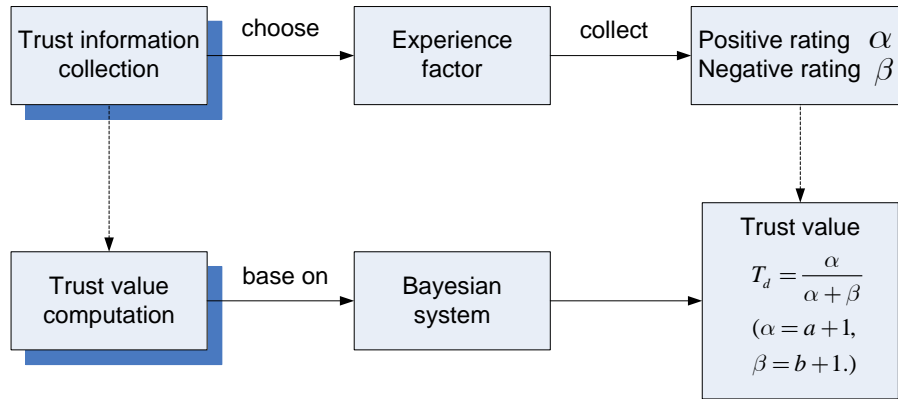 Trust information
collection
choose
Experience
factor
collect
Positive rating α
Negative rating β
Trust value
computation
base on
Bayesian
system
Trust value
T_d = α / (α + β)
(α = a + 1,
β = b + 1.)